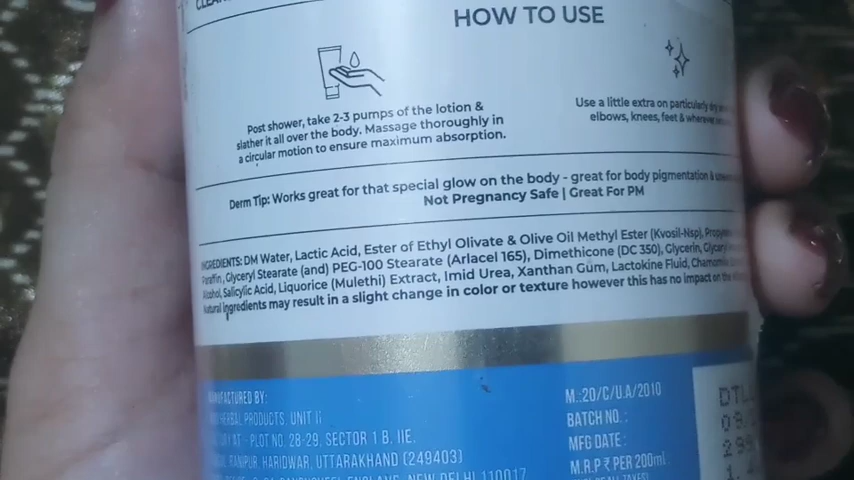 HOW TO USE
Post shower, take 2-3 pumps of the lotion &
slather it all over the body. Massage thoroughly in
a circular motion to ensure maximum absorption.
Use a little extra on particularly dry
elbows, knees, feet &
Derm Tip: Works great for that special glow on the body - great for body pigmentation &
Not Pregnancy Safe | Great For PM
INGREDIENTS: DM Water, Lactic Acid, Ester of Ethyl Olivate & Olive Oil Methyl Ester (Kvosil-Nsp),
Paraffin, Glyceryl Stearate (and) PEG-100 Stearate (Arlacel 165), Dimethicone (DC 350), Glycerin,
Alcohol, Salicylic Acid, Liquorice (Mulethi) Extract, Imid Urea, Xanthan Gum, Lactokine Fluid,
Natural ingredients may result in a slight change in color or texture however this has no impact on
MANUFACTURED BY:
HERBAL PRODUCTS. UNIT II
AT - PLOT NO. 28-29, SECTOR 1 B, IIE,
RANIPUR, HARIDWAR, UTTARAKHAND (249403)
NEW DELHI 110017
M.:20/C/U.A/2010
BATCH NO.:
MFG DATE:
M.R.P ₹ PER 200ml